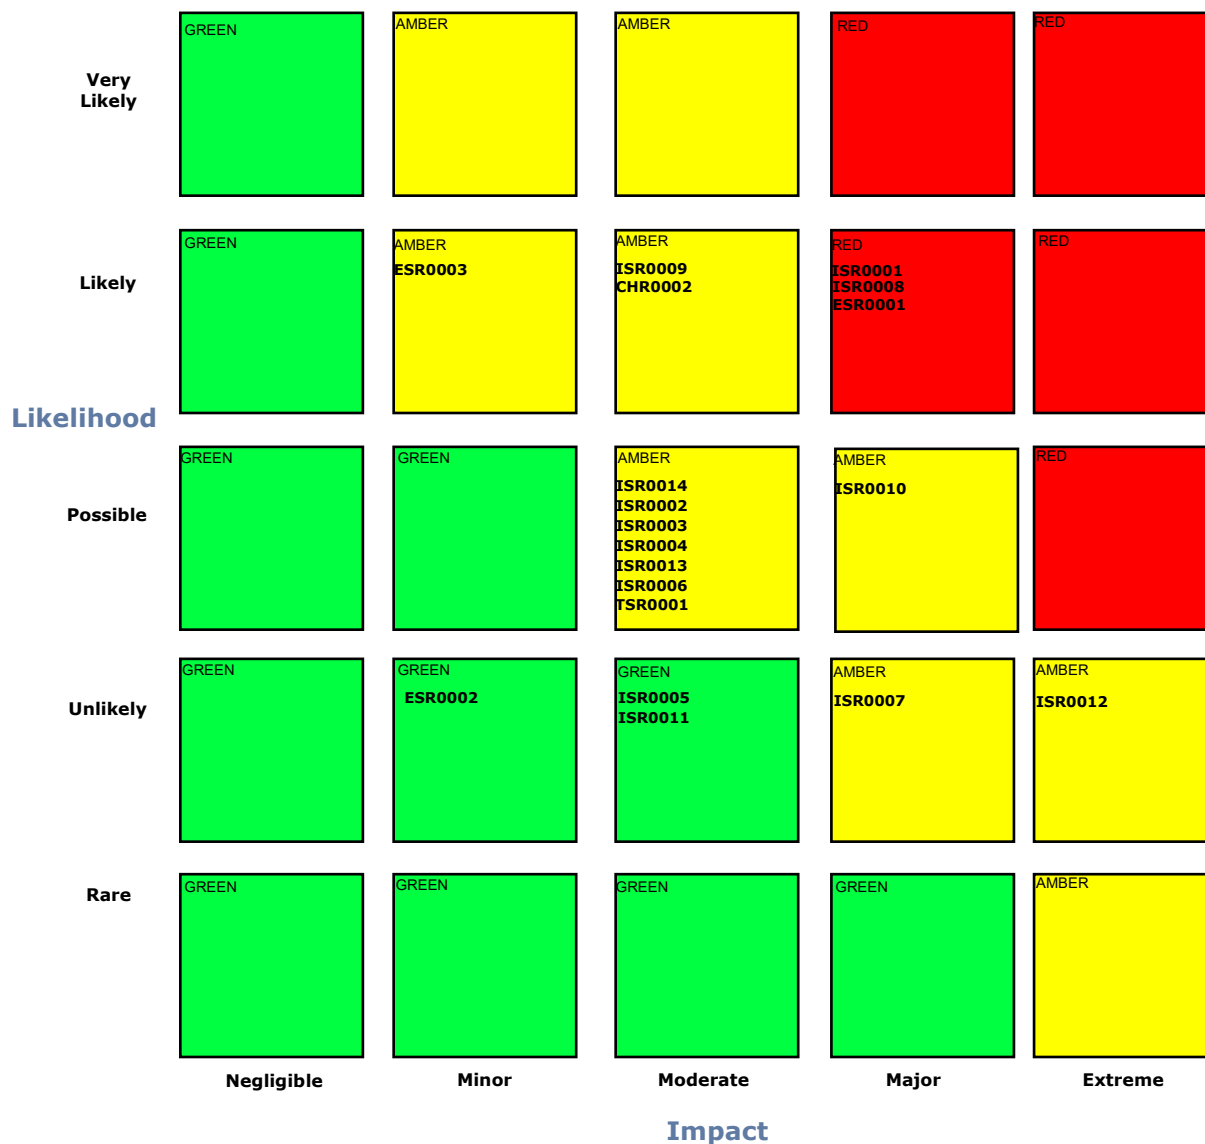 GREEN
AMBER
AMBER
RED
RED
Very
Likely
GREEN
AMBER
ESR0003
AMBER
ISR0009
CHR0002
RED
ISR0001
ISR0008
ESR0001
RED
Likely
Likelihood
GREEN
GREEN
AMBER
ISR0014
ISR0002
ISR0003
ISR0004
ISR0013
ISR0006
TSR0001
AMBER
ISR0010
RED
Possible
GREEN
GREEN
ESR0002
GREEN
ISR0005
ISR0011
AMBER
ISR0007
AMBER
ISR0012
Unlikely
GREEN
GREEN
GREEN
GREEN
AMBER
Rare
Negligible
Minor
Moderate
Major
Extreme
Impact